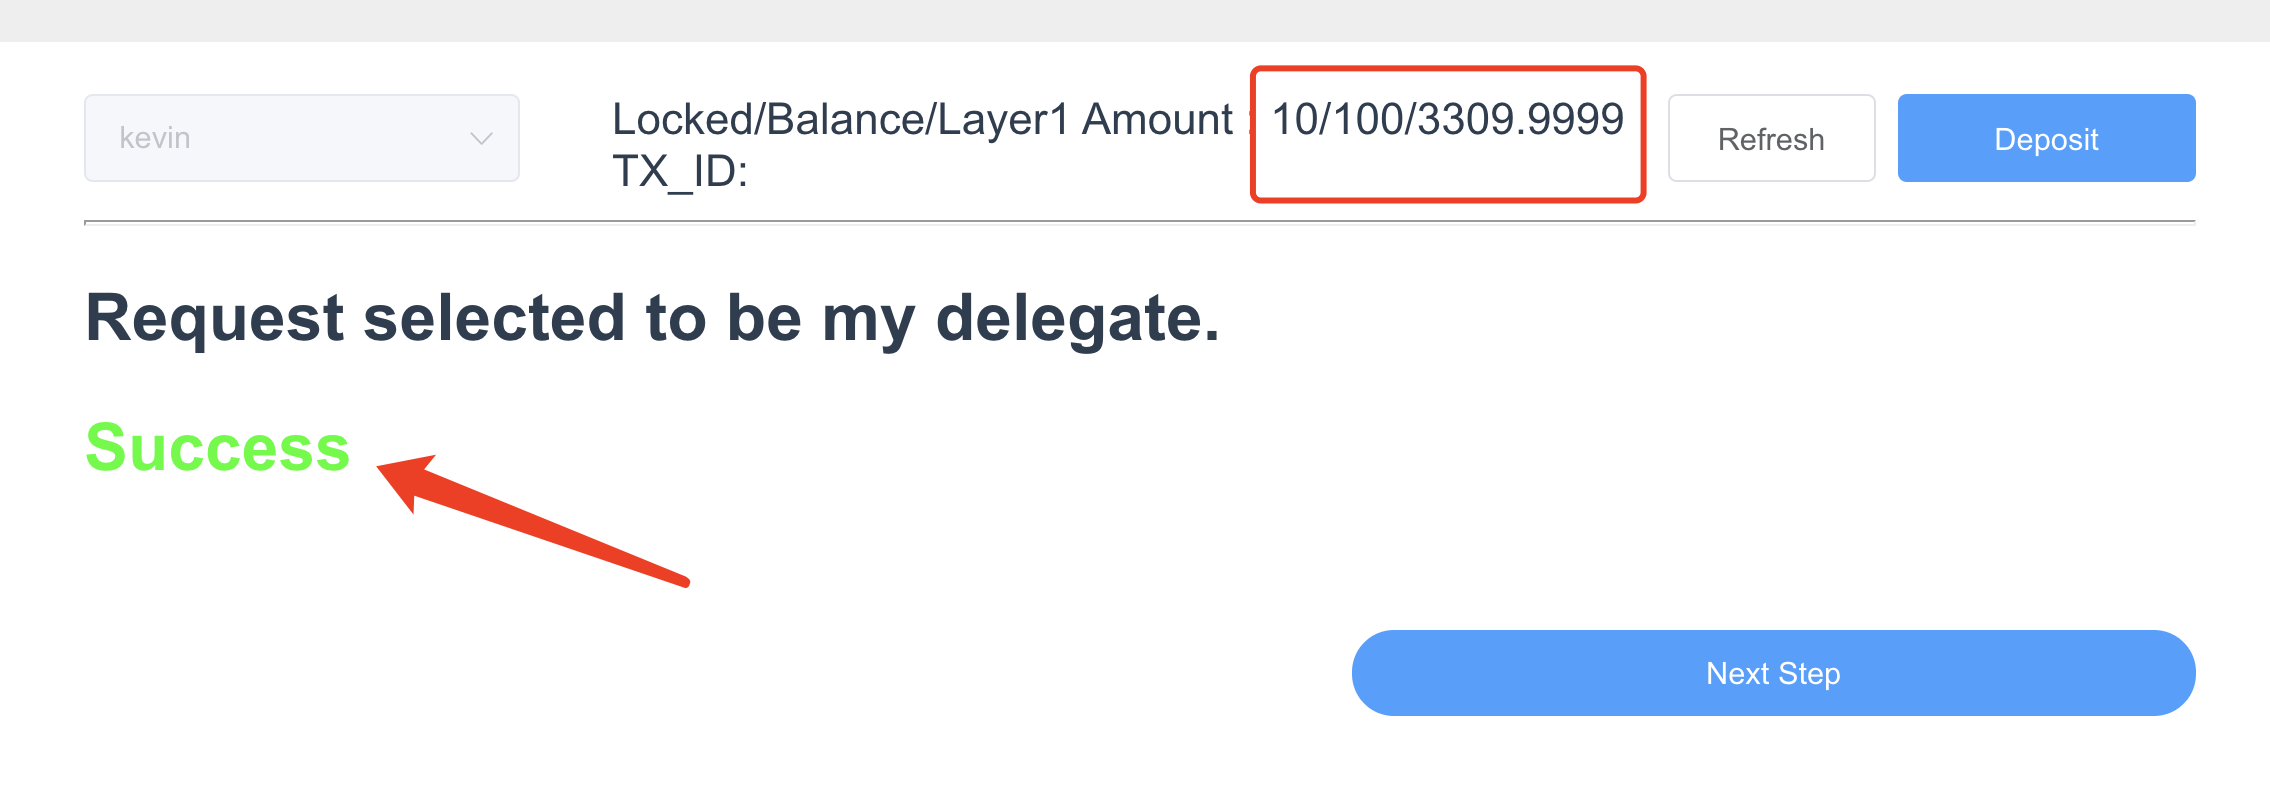 kevin
Locked/Balance/Layer1 Amount : 10/100/3309.9999
TX_ID:
Refresh
Deposit
Request selected to be my delegate.
Success
Next Step